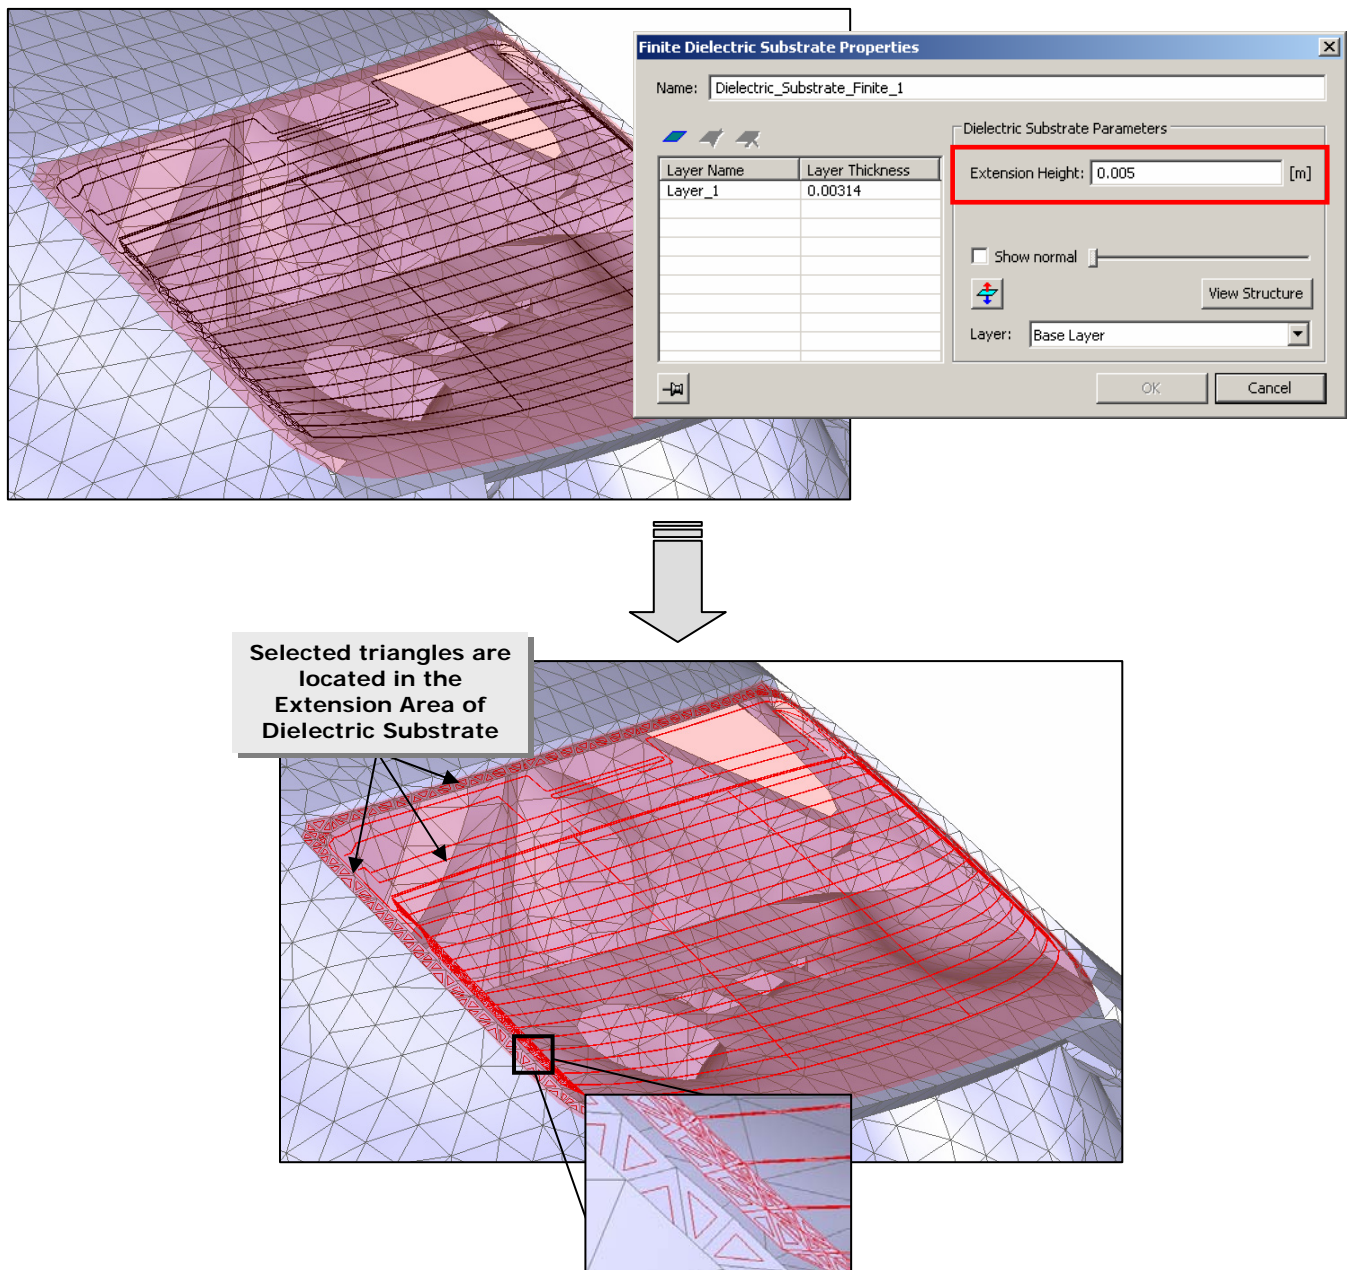 Finite Dielectric Substrate Properties
Name: Dielectric_Substrate_Finite_1
Dielectric Substrate Parameters
Layer Name Layer Thickness
Layer_1 0.00314
Extension Height: 0.005 [m]
Show normal
View Structure
Layer: Base Layer
OK Cancel
Selected triangles are
located in the
Extension Area of
Dielectric Substrate